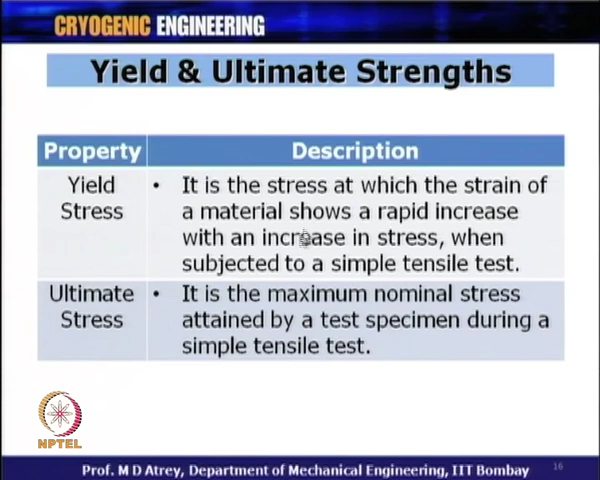 CRYOGENIC ENGINEERING
Yield & Ultimate Strengths
Property Description
Yield Stress
• It is the stress at which the strain of
a material shows a rapid increase
with an increase in stress, when
subjected to a simple tensile test.
Ultimate Stress
• It is the maximum nominal stress
attained by a test specimen during a
simple tensile test.
NPTEL
Prof. M D Atrey, Department of Mechanical Engineering, IIT Bombay
16